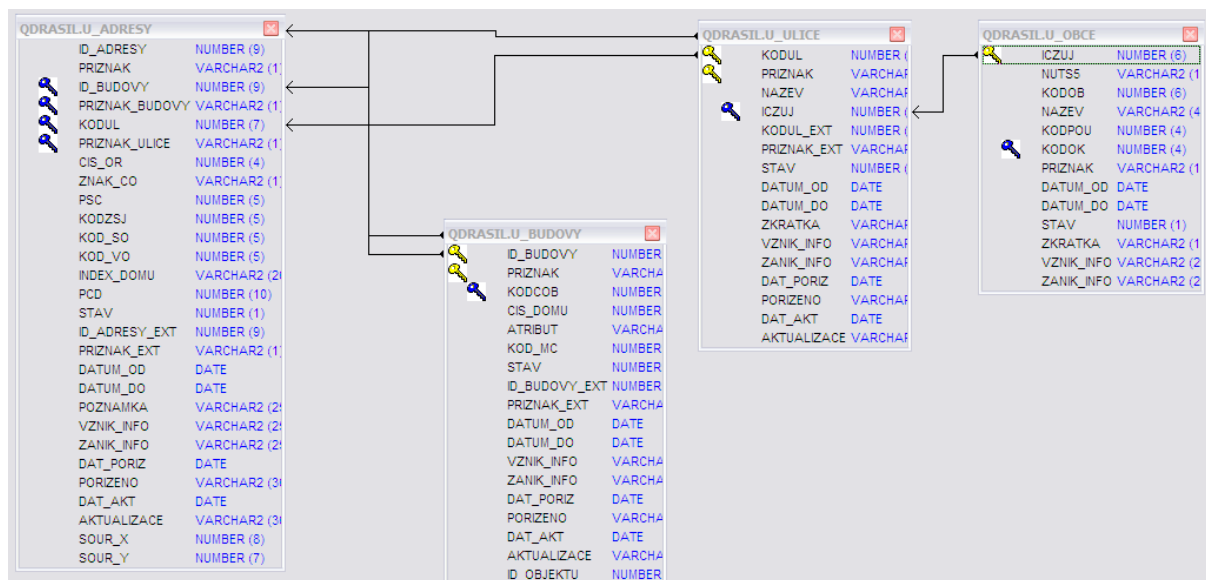 QDRASIL.U_ADRESY
ID_ADRESY NUMBER (9)
PRIZNAK VARCHAR2 (1)
ID_BUDOVY NUMBER (9)
PRIZNAK_BUDOVY VARCHAR2 (1)
KODUL NUMBER (7)
PRIZNAK_ULICE VARCHAR2 (1)
CIS_OR NUMBER (4)
ZNAK_CO VARCHAR2 (1)
PSC NUMBER (5)
KODZSJ NUMBER (5)
KOD_SO NUMBER (5)
KOD_VO NUMBER (5)
INDEX_DOMU VARCHAR2 (20
PCD NUMBER (10)
STAV NUMBER (1)
ID_ADRESY_EXT NUMBER (9)
PRIZNAK_EXT VARCHAR2 (1)
DATUM_OD DATE
DATUM_DO DATE
POZNAMKA VARCHAR2 (25
VZNIK_INFO VARCHAR2 (25
ZANIK_INFO VARCHAR2 (25
DAT_PORIZ DATE
PORIZENO VARCHAR2 (30
DAT_AKT DATE
AKTUALIZACE VARCHAR2 (30
SOUR_X NUMBER (8)
SOUR_Y NUMBER (7)
QDRASIL.U_BUDOVY
ID_BUDOVY NUMBER
PRIZNAK VARCHA
KODCOB NUMBER
CIS_DOMU NUMBER
ATRIBUT VARCHA
KOD_MC NUMBER
STAV NUMBER
ID_BUDOVY_EXT NUMBER
PRIZNAK_EXT VARCHA
DATUM_OD DATE
DATUM_DO DATE
VZNIK_INFO VARCHA
ZANIK_INFO VARCHA
DAT_PORIZ DATE
PORIZENO VARCHA
DAT_AKT DATE
AKTUALIZACE VARCHA
ID_OBJEKTU NUMBER
QDRASIL.U_ULICE
KODUL NUMBER (
PRIZNAK VARCHAR
NAZEV VARCHAR
ICZUJ NUMBER (
KODUL_EXT NUMBER (
PRIZNAK_EXT VARCHAR
STAV NUMBER (
DATUM_OD DATE
DATUM_DO DATE
ZKRATKA VARCHAR
VZNIK_INFO VARCHAR
ZANIK_INFO VARCHAR
DAT_PORIZ DATE
PORIZENO VARCHAR
DAT_AKT DATE
AKTUALIZACE VARCHAR
QDRASIL.U_OBCE
ICZUJ NUMBER (6)
NUTS5 VARCHAR2 (1
KODOB NUMBER (6)
NAZEV VARCHAR2 (4
KODPOU NUMBER (4)
KODOK NUMBER (4)
PRIZNAK VARCHAR2 (1
DATUM_OD DATE
DATUM_DO DATE
STAV NUMBER (1)
ZKRATKA VARCHAR2 (1
VZNIK_INFO VARCHAR2 (2
ZANIK_INFO VARCHAR2 (2